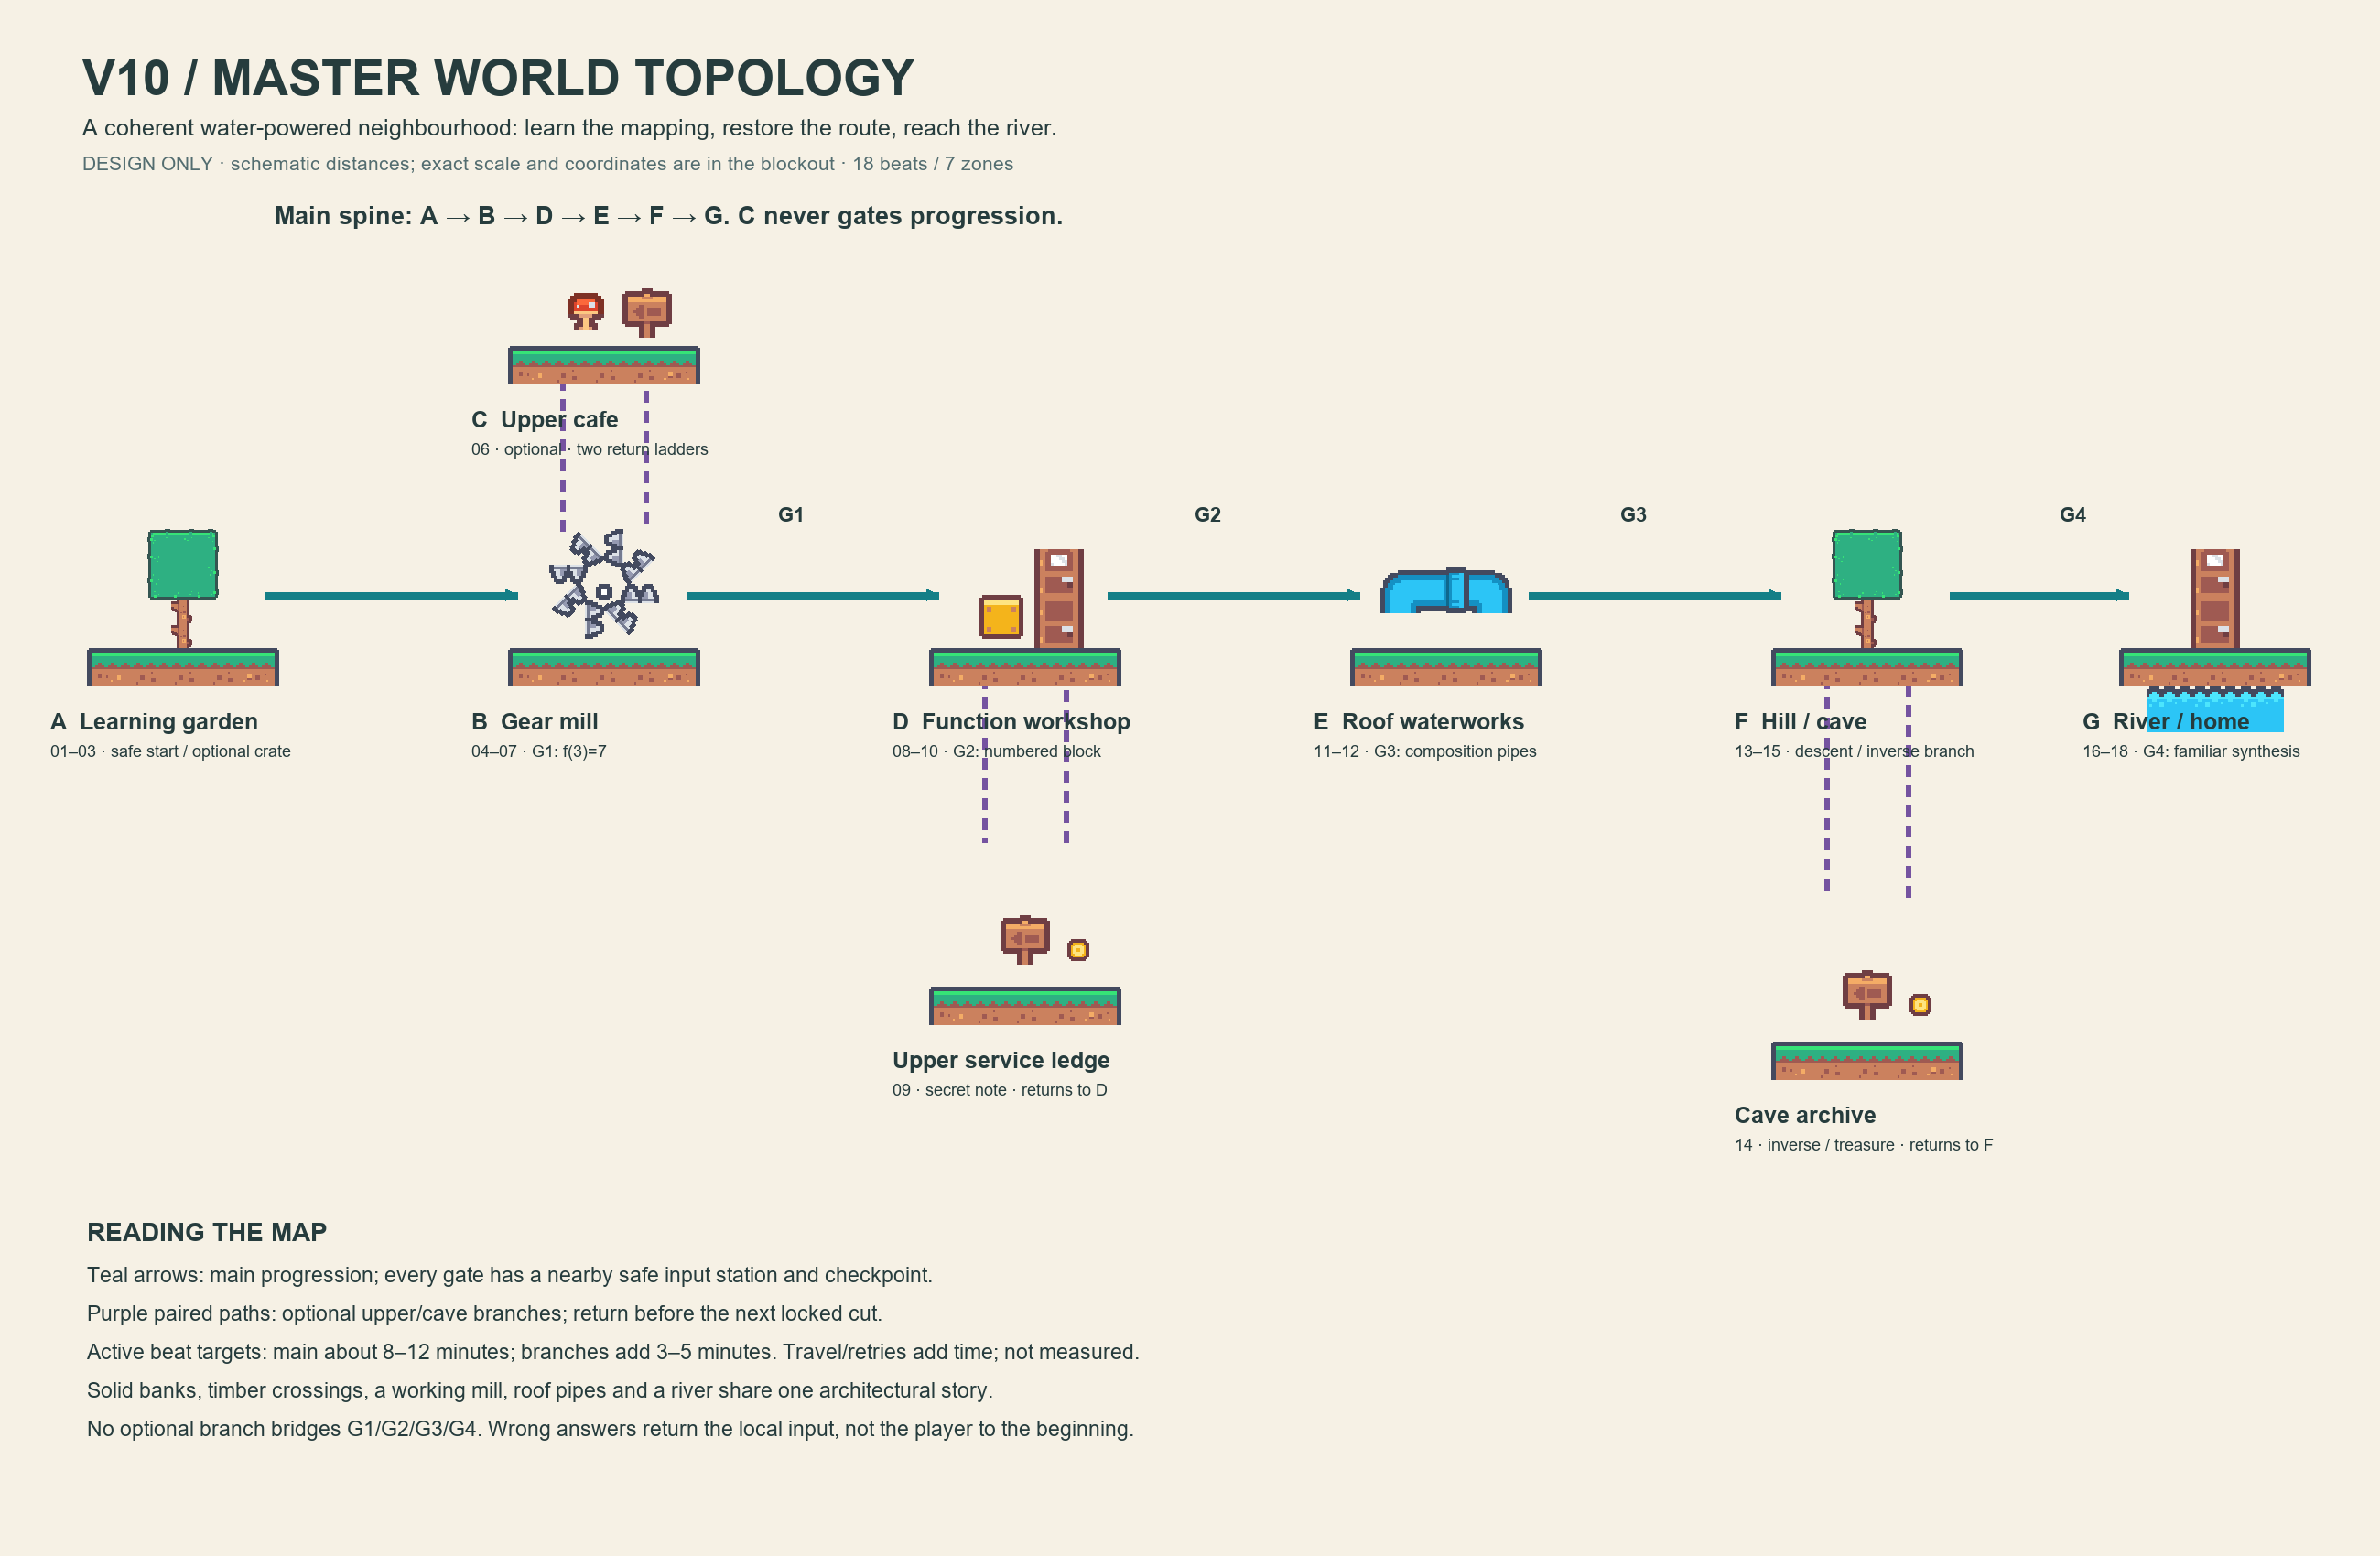 V10 / MASTER WORLD TOPOLOGY
A coherent water-powered neighbourhood: learn the mapping, restore the route, reach the river.
DESIGN ONLY · schematic distances; exact scale and coordinates are in the blockout · 18 beats / 7 zones
Main spine: A → B → D → E → F → G. C never gates progression.
C Upper cafe
06 · optional · two return ladders
G1
G2
G3
G4
A Learning garden
01–03 · safe start / optional crate
B Gear mill
04–07 · G1: f(3)=7
D Function workshop
08–10 · G2: numbered block
E Roof waterworks
11–12 · G3: composition pipes
F Hill / cave
13–15 · descent / inverse branch
G River / home
16–18 · G4: familiar synthesis
Upper service ledge
09 · secret note · returns to D
Cave archive
14 · inverse / treasure · returns to F
READING THE MAP
Teal arrows: main progression; every gate has a nearby safe input station and checkpoint.
Purple paired paths: optional upper/cave branches; return before the next locked cut.
Active beat targets: main about 8–12 minutes; branches add 3–5 minutes. Travel/retries add time; not measured.
Solid banks, timber crossings, a working mill, roof pipes and a river share one architectural story.
No optional branch bridges G1/G2/G3/G4. Wrong answers return the local input, not the player to the beginning.